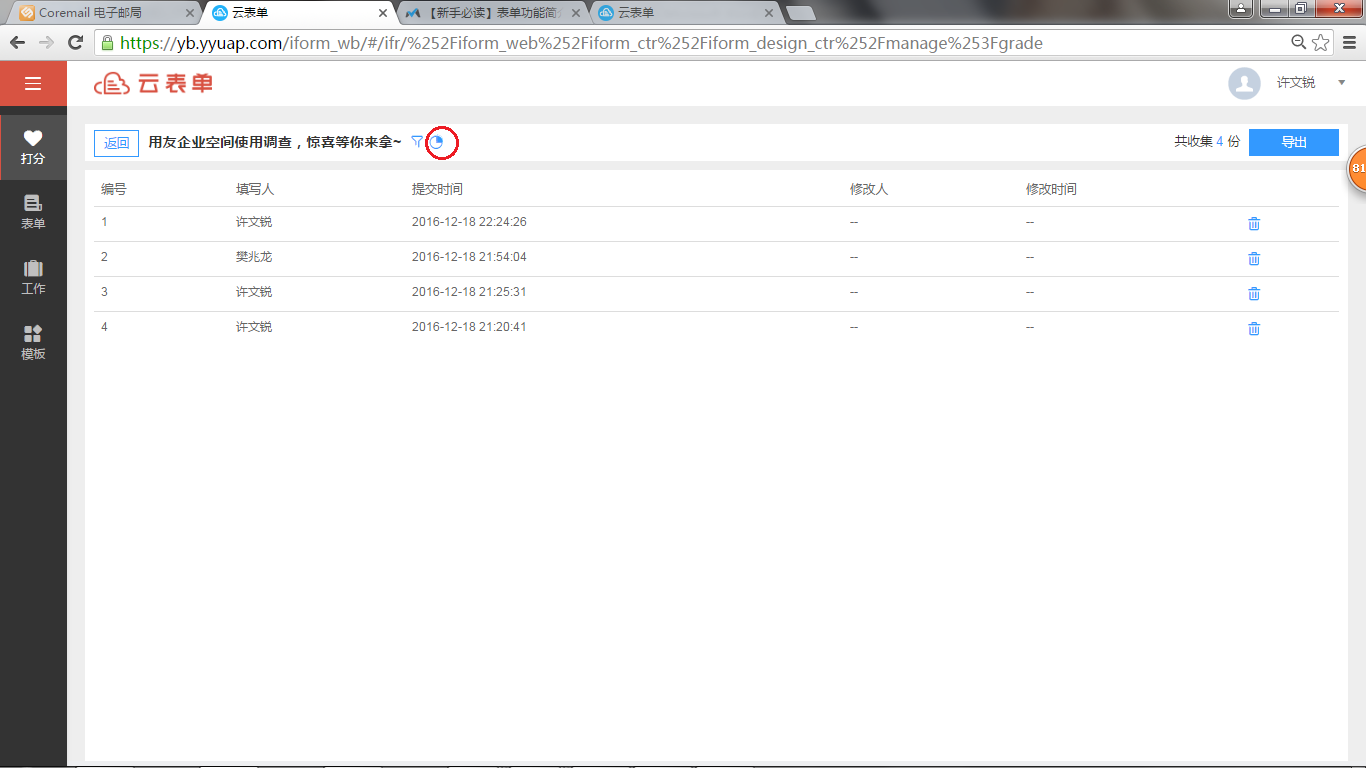 Coremail 电子邮局
云表单
【新手必读】表单功能简
云表单
https://yb.yyuap.com/iform_wb/#/ifr/%252Fiform_web%252Fiform_ctr%252Fiform_design_ctr%252Fmanage%253Fgrade
云表单
许文锐
打分
表单
工作
模板
返回 用友企业空间使用调查，惊喜等你来拿~
共收集 4 份 导出
81
编号 填写人 提交时间 修改人 修改时间
1 许文锐 2016-12-18 22:24:26 -- --
2 樊兆龙 2016-12-18 21:54:04 -- --
3 许文锐 2016-12-18 21:25:31 -- --
4 许文锐 2016-12-18 21:20:41 -- --